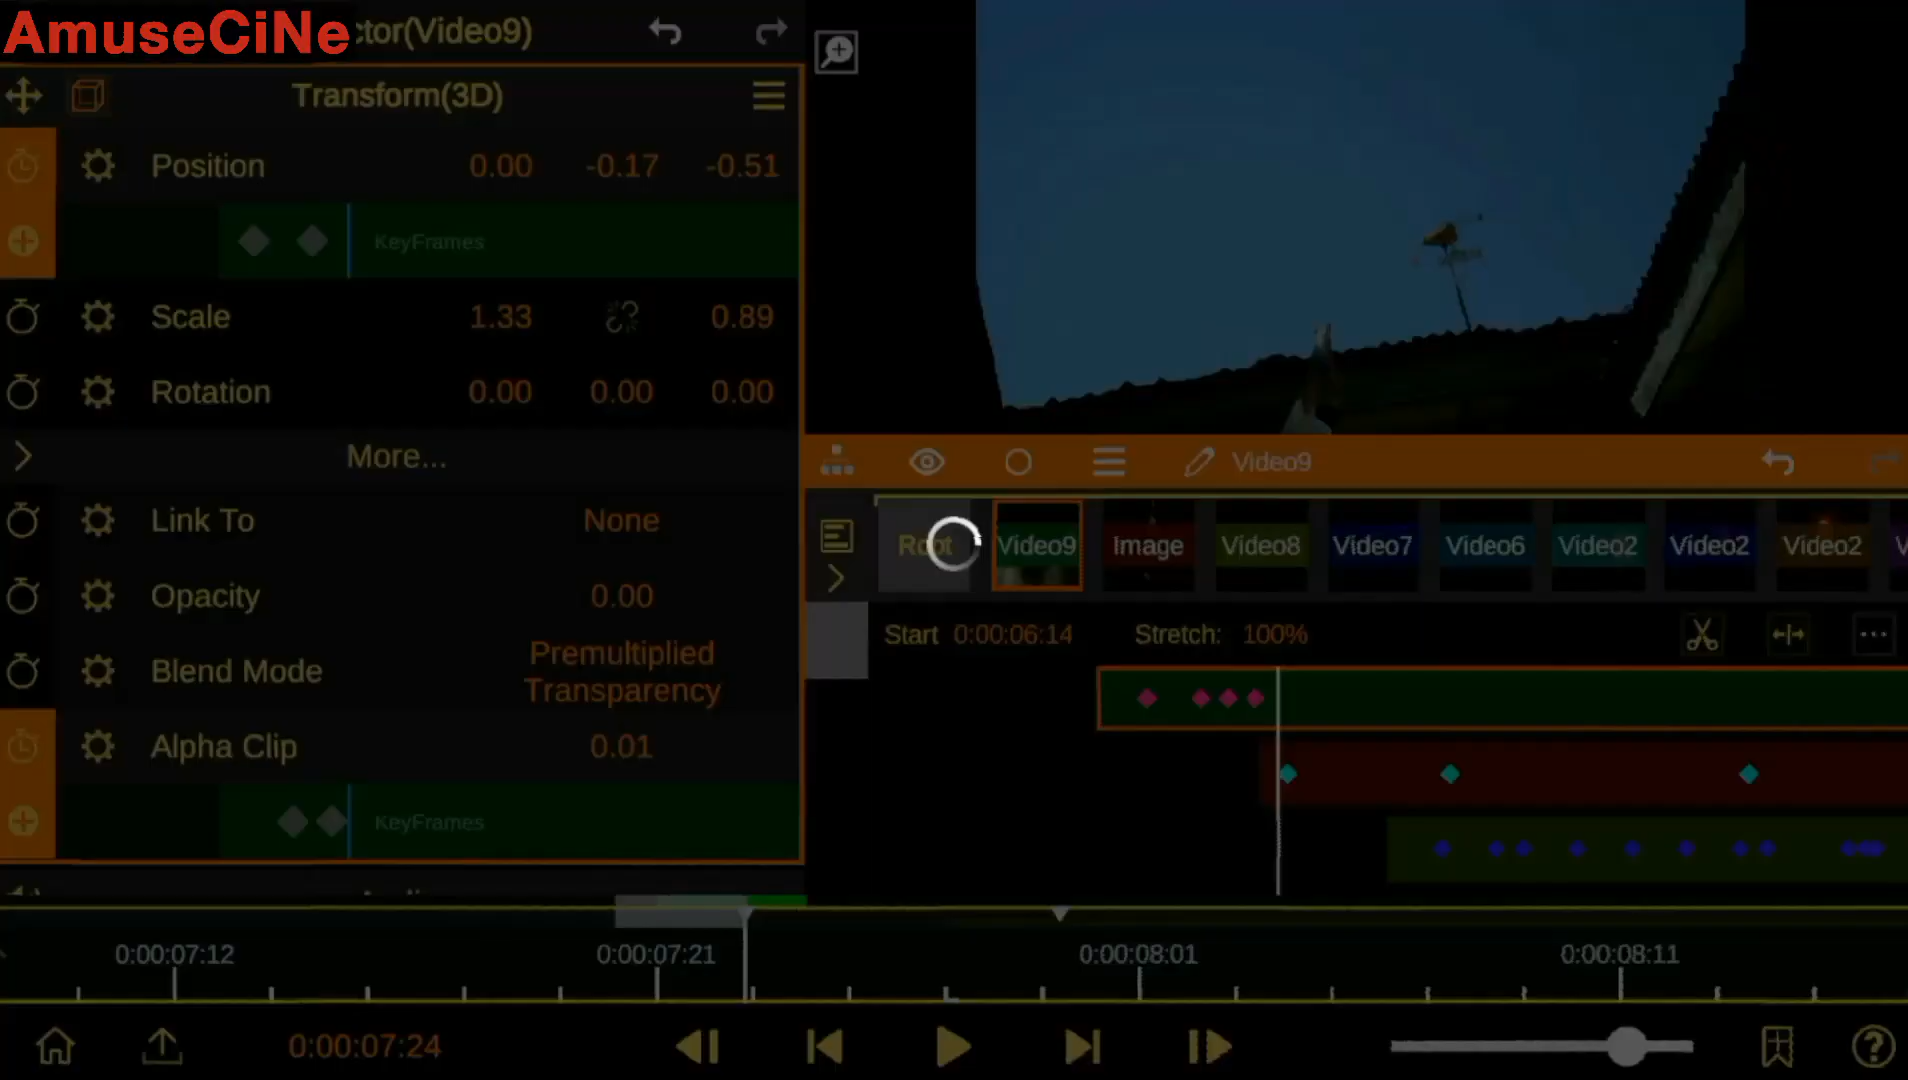 AmuseCiNe
ctor(Video9)
Transform(3D)
Position 0.00 -0.17 -0.51
KeyFrames
Scale 1.33 0.89
Rotation 0.00 0.00 0.00
More...
Link To None
Opacity 0.00
Blend Mode Premultiplied
Transparency
Alpha Clip 0.01
KeyFrames
Video9
Root Video9 Image Video8 Video7 Video6 Video2 Video2 Video2 V
Start 0:00:06:14 Stretch: 100%
0:00:07:12 0:00:07:21 0:00:08:01 0:00:08:11
0:00:07:24